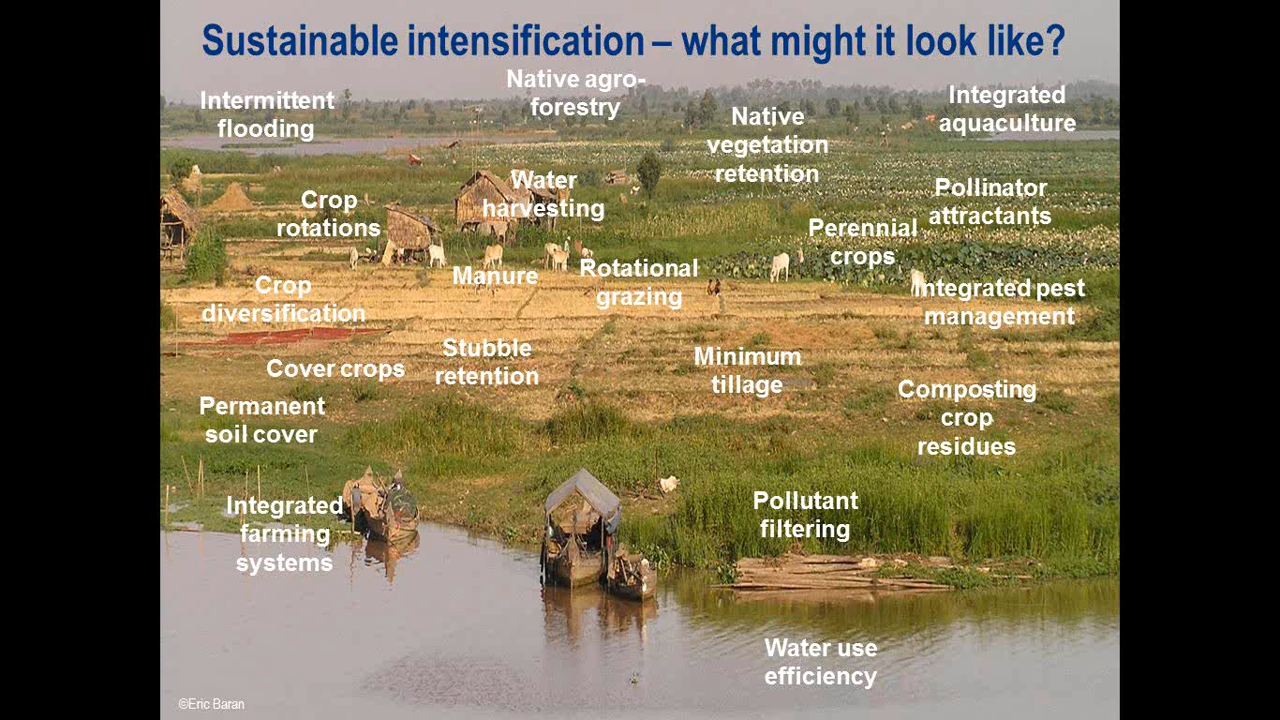 Sustainable intensification – what might it look like?
Native agro-
forestry
Intermittent
flooding
Integrated
aquaculture
Native
vegetation
retention
Water
harvesting
Pollinator
attractants
Crop
rotations
Perennial
crops
Manure
Rotational
grazing
Crop
diversification
Integrated pest
management
Stubble
retention
Minimum
tillage
Cover crops
Composting
crop
residues
Permanent
soil cover
Integrated
farming
systems
Pollutant
filtering
Water use
efficiency
©Eric Baran